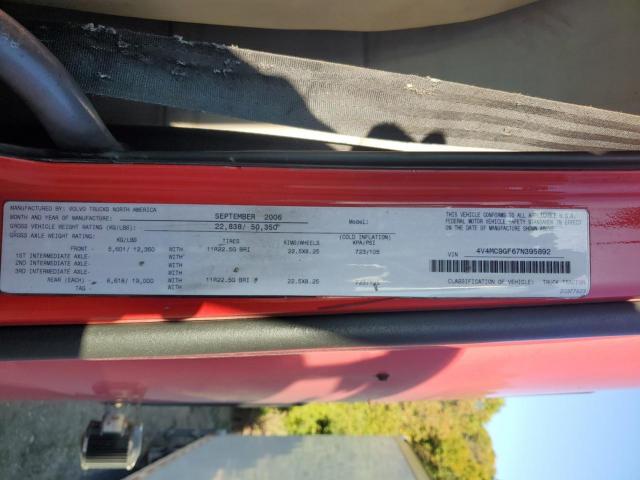 MANUFACTURED BY: VOLVO TRUCKS NORTH AMERICA
MONTH AND YEAR OF MANUFACTURE: SEPTEMBER 2006 Model:
GROSS VEHICLE WEIGHT RATING (KG/LBS): 22,838/ 50,350
GROSS AXLE WEIGHT RATING:
KG/LBS TIRES RIMS/WHEELS (COLD INFLATION) KPA/PSI
FRONT - 5,601/ 12,350 WITH 11R22.5G BRI 22.5X8.25 723/105
1ST INTERMEDIATE AXLE- WITH
2ND INTERMEDIATE AXLE- WITH
3RD INTERMEDIATE AXLE- WITH
REAR (EACH) - 8,618/ 19,000 WITH 11R22.5G BRI 22.5X8.25
TAG - WITH
THIS VEHICLE CONFORMS TO ALL APPLICABLE U.S.A.
FEDERAL MOTOR VEHICLE SAFETY STANDARDS IN EFFECT
ON THE DATE OF MANUFACTURE SHOWN ABOVE.
VIN 4V4MC9GF67N395892
CLASSIFICATION OF VEHICLE: TRUCK TRACTOR